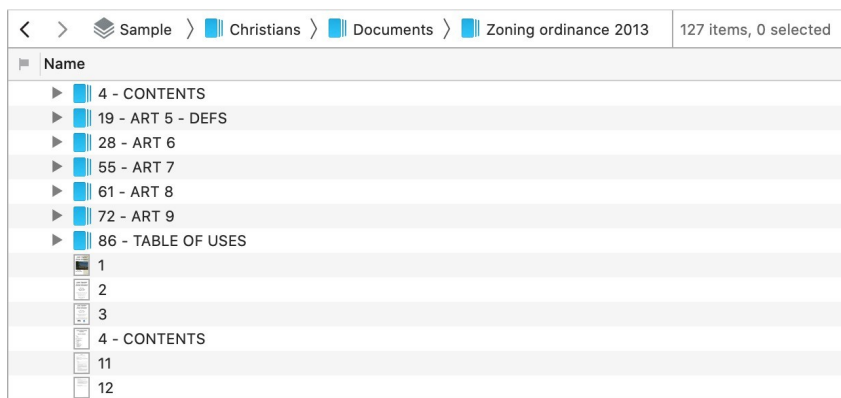 Sample Christians Documents Zoning ordinance 2013 127 items, 0 selected
Name
4 - CONTENTS
19 - ART 5 - DEFS
28 - ART 6
55 - ART 7
61 - ART 8
72 - ART 9
86 - TABLE OF USES
1
2
3
4 - CONTENTS
11
12